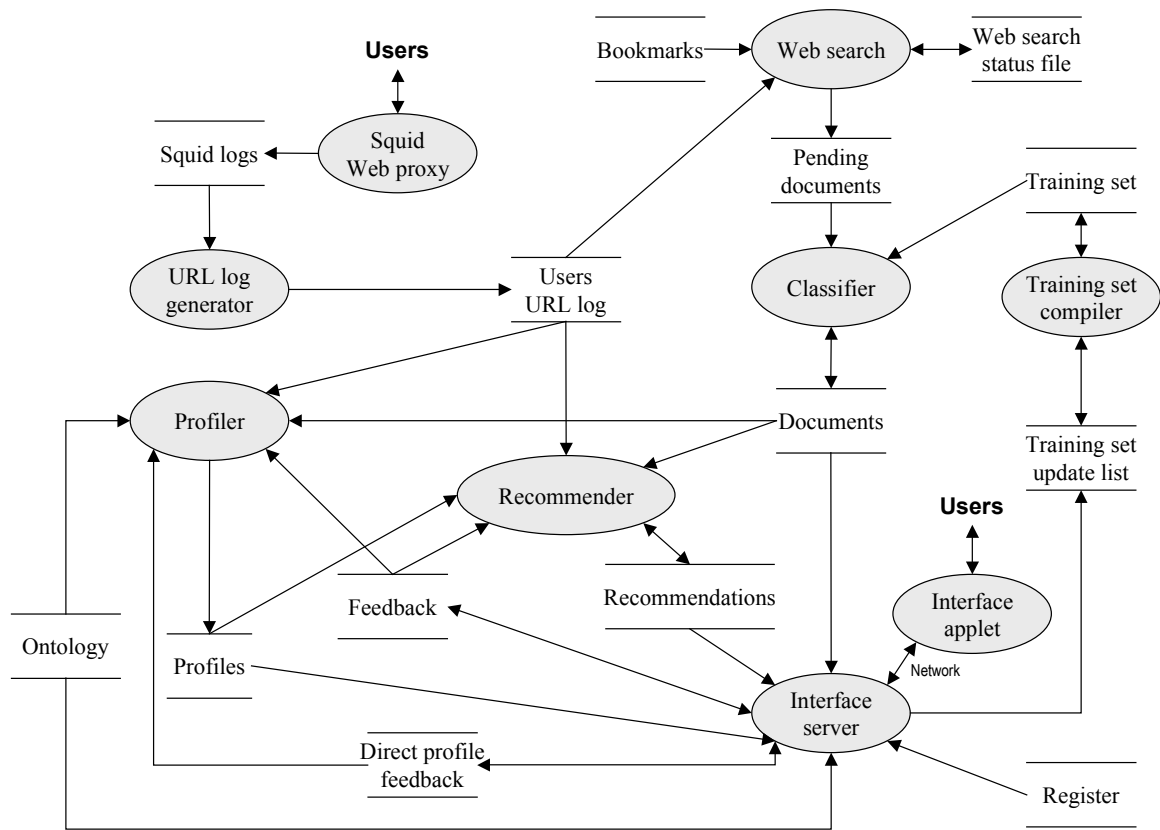 Users
Bookmarks
Web search
Web search
status file
Squid logs
Squid
Web proxy
Pending
documents
Training set
URL log
generator
Users
URL log
Classifier
Training set
compiler
Profiler
Documents
Training set
update list
Recommender
Users
Feedback
Recommendations
Interface
applet
Ontology
Profiles
Network
Interface
server
Direct profile
feedback
Register